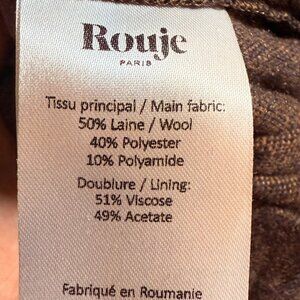 Rouje
PARIS
Tissu principal / Main fabric:
50% Laine / Wool
40% Polyester
10% Polyamide
Doublure / Lining:
51% Viscose
49% Acetate
Fabriqué en Roumanie